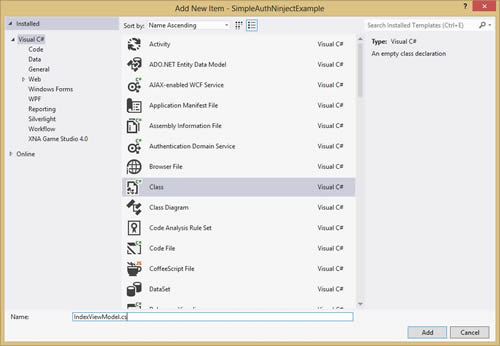 Add New Item - SimpleAuthNinjectExample
? ×
Installed
Sort by: Name Ascending
Search Installed Templates (Ctrl+E)
Visual C#
Code
Data
General
Web
Windows Forms
WPF
Reporting
Silverlight
Workflow
XNA Game Studio 4.0
Online
Activity Visual C#
ADO.NET Entity Data Model Visual C#
AJAX-enabled WCF Service Visual C#
Application Manifest File Visual C#
Assembly Information File Visual C#
Authentication Domain Service Visual C#
Browser File Visual C#
Class Visual C#
Class Diagram Visual C#
Code Analysis Rule Set Visual C#
Code File Visual C#
CoffeeScript File Visual C#
DataSet Visual C#
Type: Visual C#
An empty class declaration
Name: IndexViewModel.cs
Add Cancel